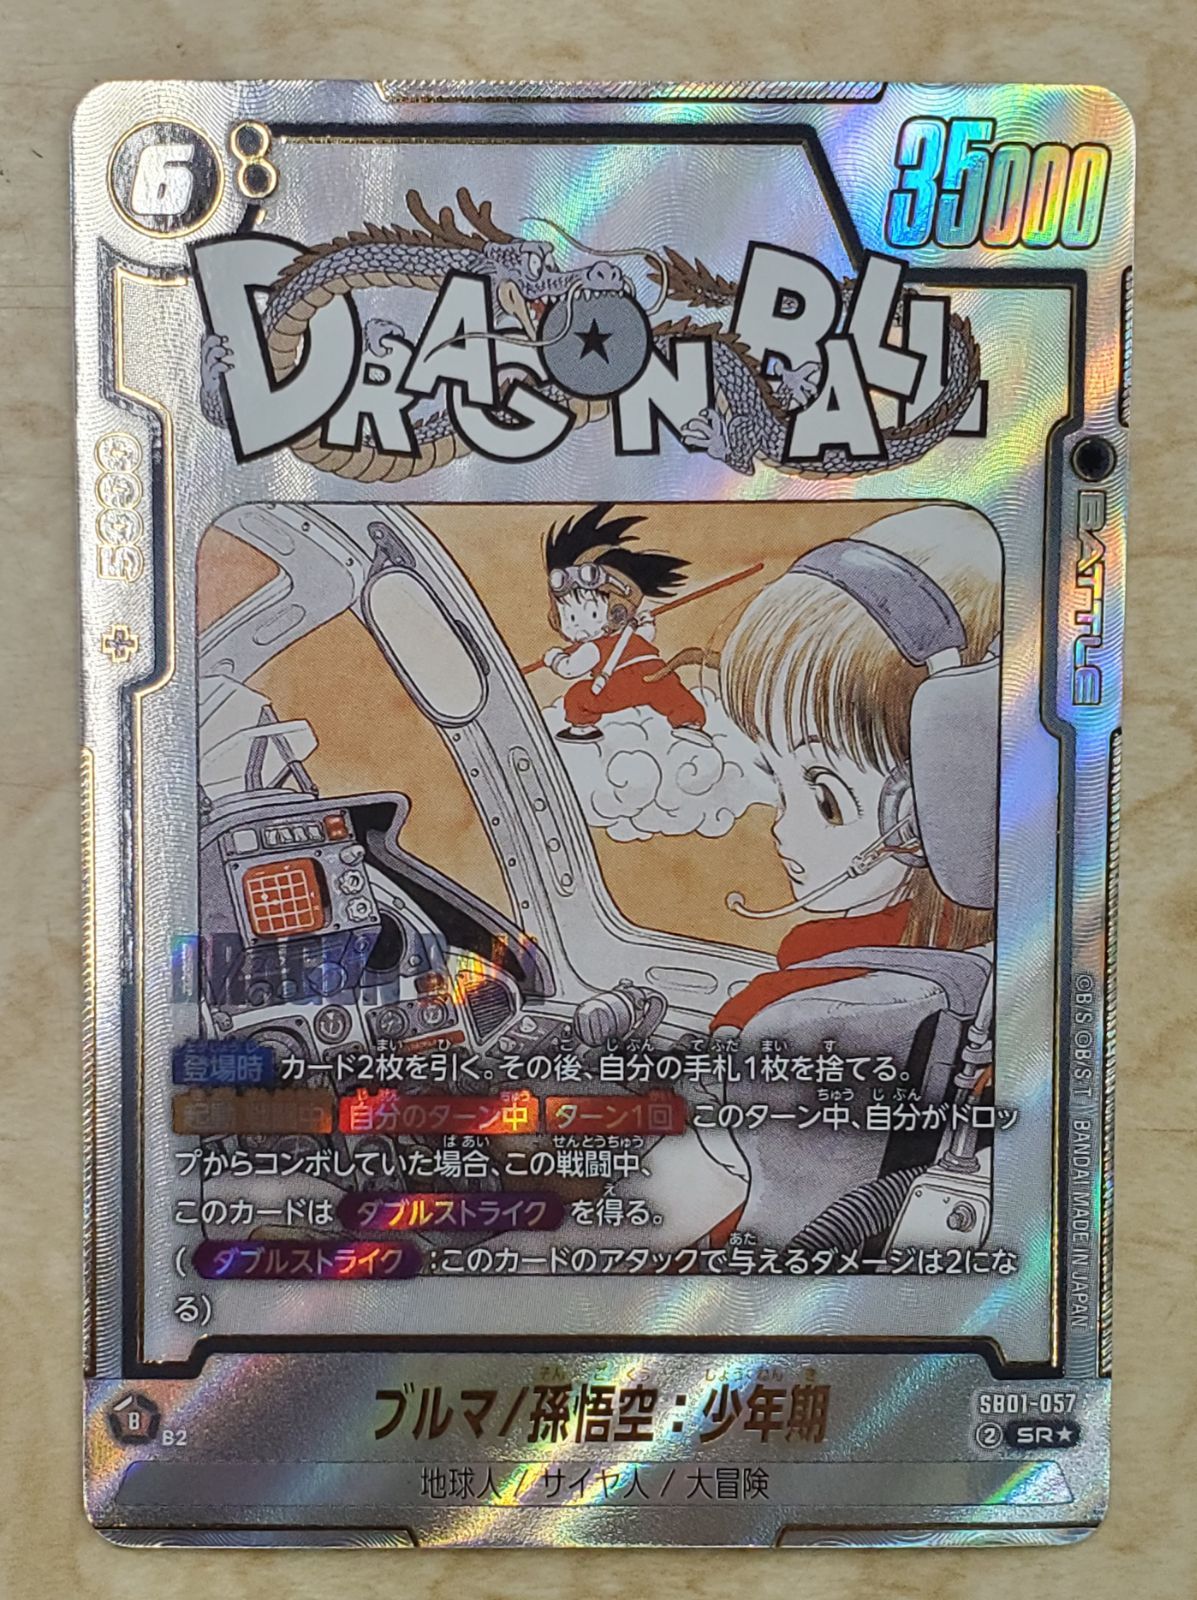 6
35000
DRAGON BALL
5000
+
BATTLE
登場時 カード2枚を引く。その後、自分の手札1枚を捨てる。
起動 戦闘中 自分のターン中 ターン1回 このターン中、自分がドロッ
プからコンボしていた場合、この戦闘中、
このカードは ダブルストライク を得る。
( ダブルストライク :このカードのアタックで与えるダメージは2にな
る)
©B/S ©B/S/T | BANDAI MADE IN JAPAN
ブルマ/孫悟空:少年期
SB01-057
B
B2
② SR★
地球人 / サイヤ人 / 大冒険